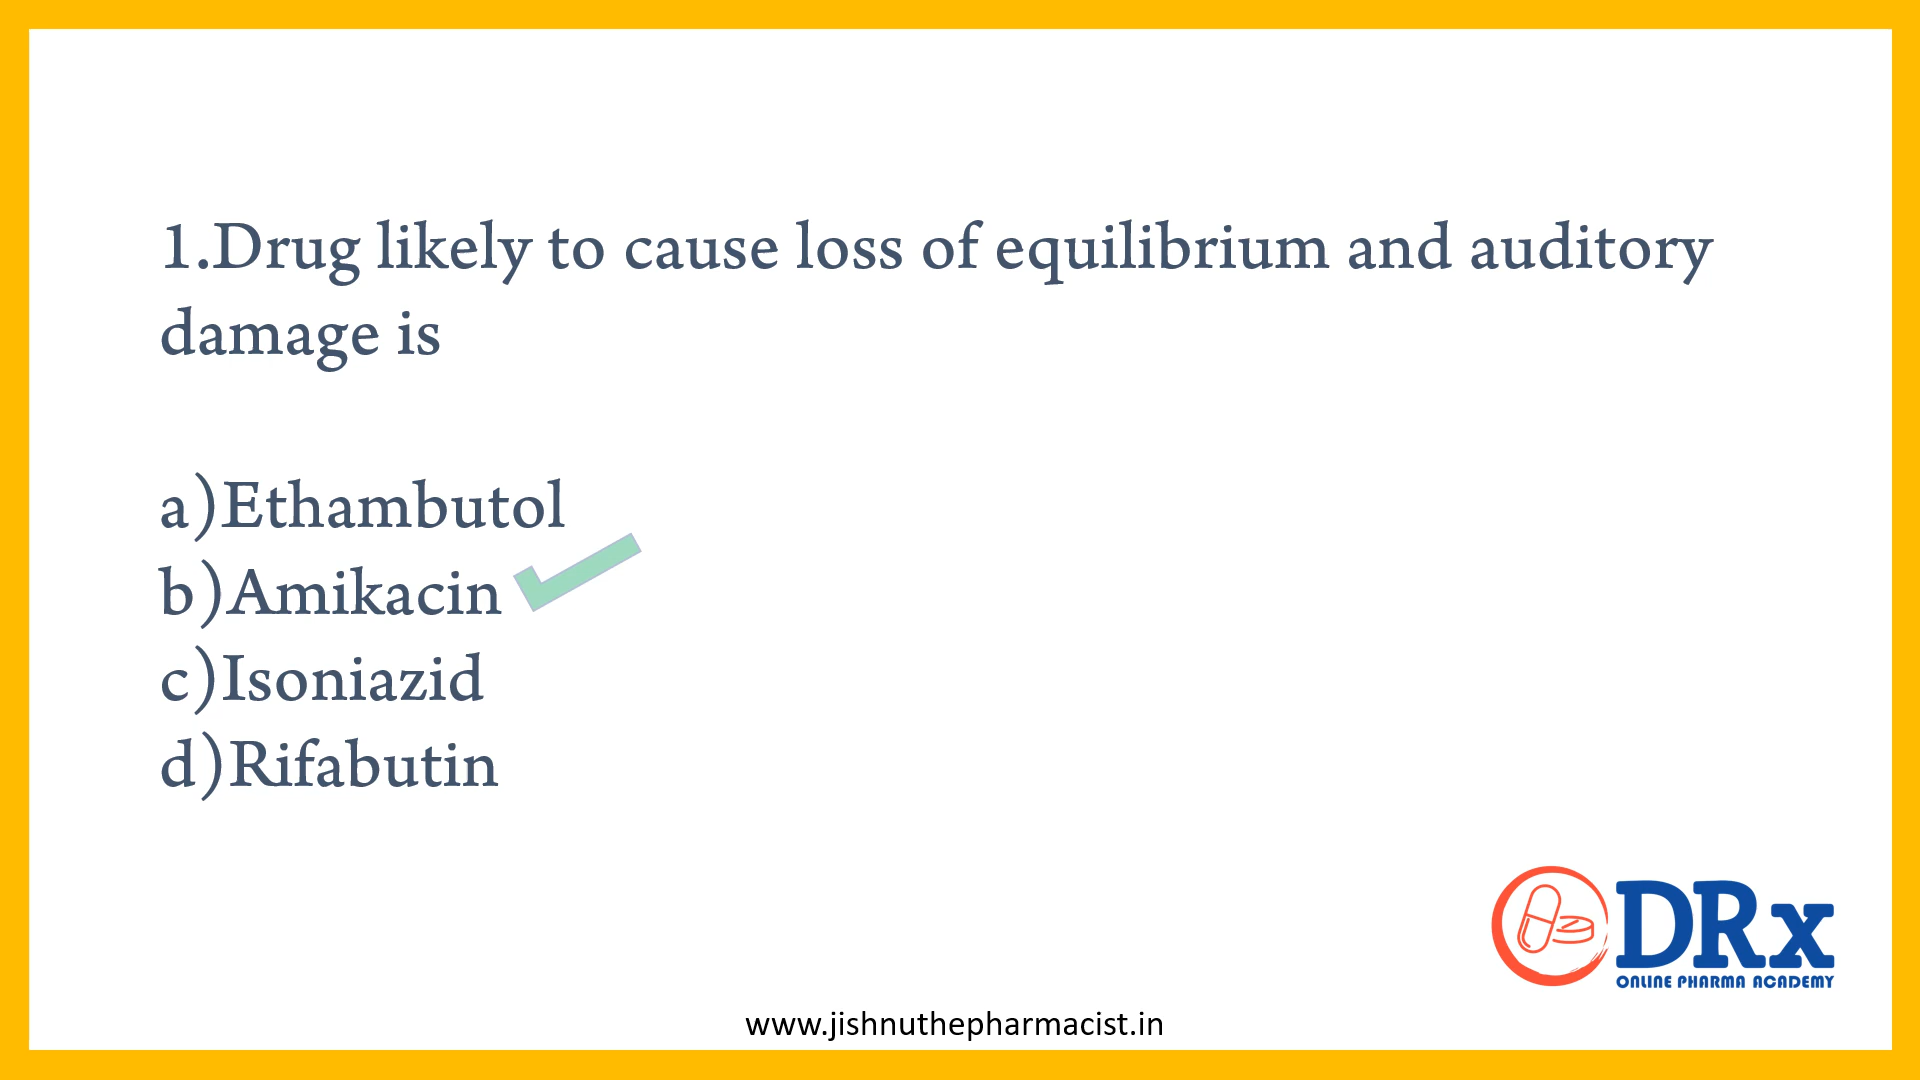 1.Drug likely to cause loss of equilibrium and auditory
damage is
a)Ethambutol
b)Amikacin
c)Isoniazid
d)Rifabutin
DRx
ONLINE PHARMA ACADEMY
www.jishnuthepharmacist.in